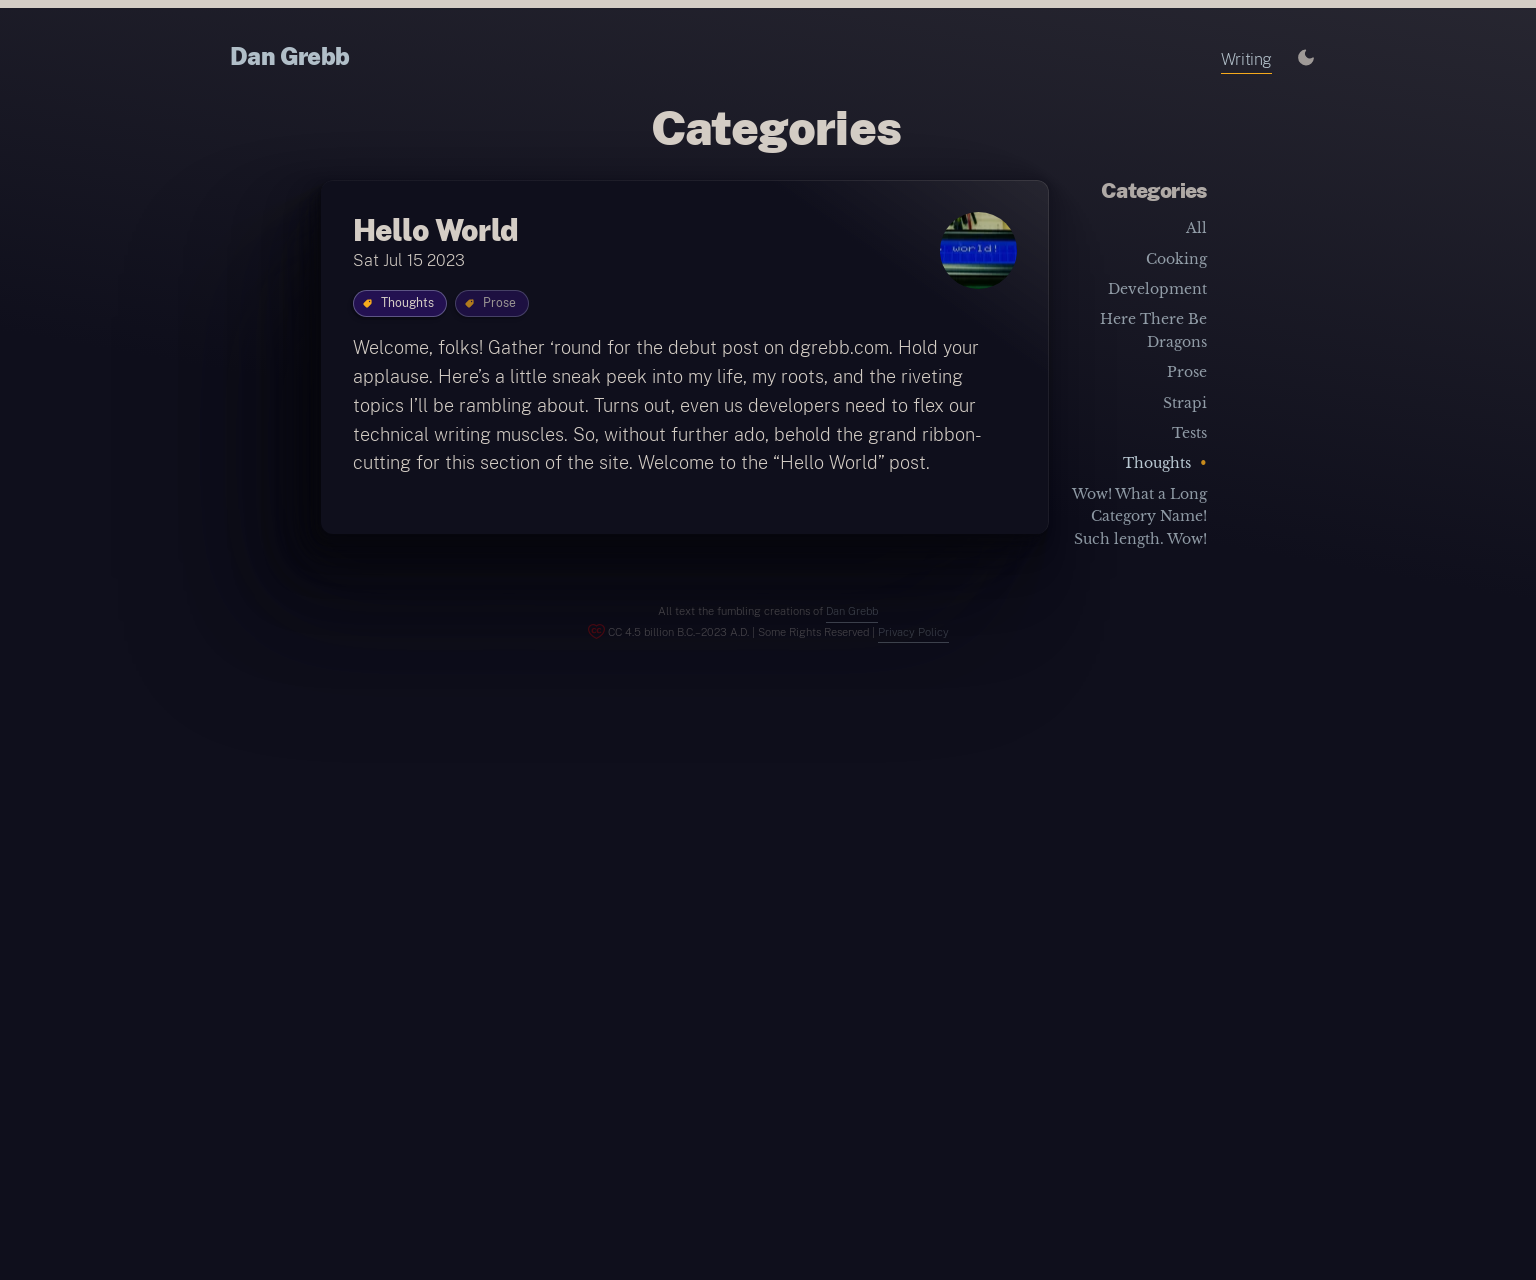 Dan Grebb
Writing
Categories
Hello World
Sat Jul 15 2023
world!
Thoughts
Prose
Welcome, folks! Gather ‘round for the debut post on dgrebb.com. Hold your
applause. Here’s a little sneak peek into my life, my roots, and the riveting
topics I’ll be rambling about. Turns out, even us developers need to flex our
technical writing muscles. So, without further ado, behold the grand ribbon-
cutting for this section of the site. Welcome to the “Hello World” post.
Categories
All
Cooking
Development
Here There Be
Dragons
Prose
Strapi
Tests
Thoughts •
Wow! What a Long
Category Name!
Such length. Wow!
All text the fumbling creations of Dan Grebb
CC 4.5 billion B.C.–2023 A.D. | Some Rights Reserved | Privacy Policy